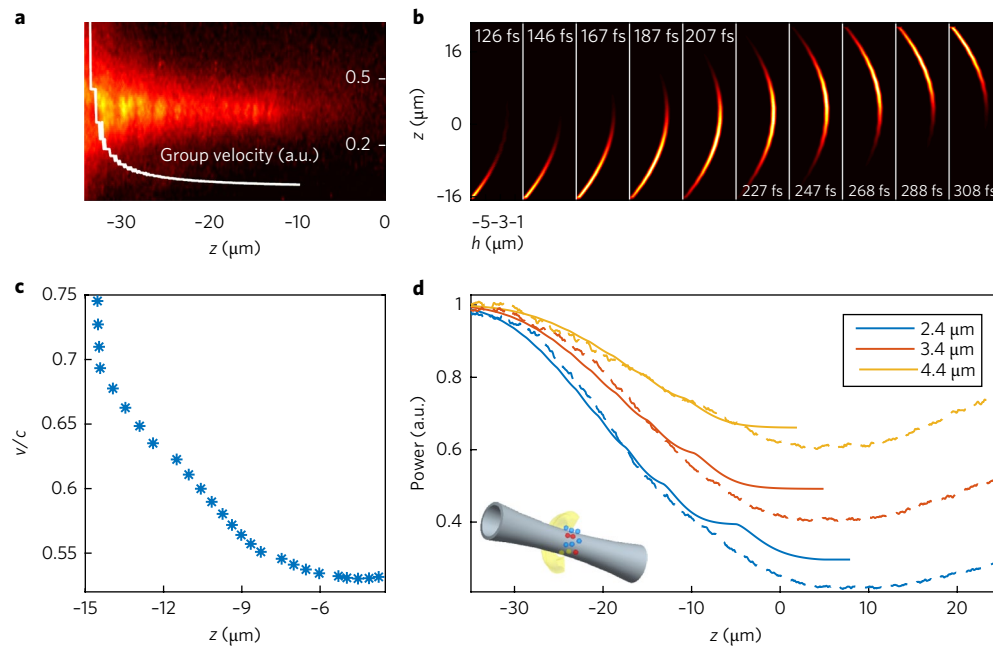 a
0.5
0.2
Group velocity (a.u.)
−30
−20
−10
0
z (μm)
b
126 fs
146 fs
167 fs
187 fs
207 fs
227 fs
247 fs
268 fs
288 fs
308 fs
16
0
−16
z (μm)
−5−3−1
h (μm)
c
0.75
0.7
0.65
0.6
0.55
v/c
−15
−12
−9
−6
z (μm)
d
1
0.8
0.6
0.4
Power (a.u.)
2.4 μm
3.4 μm
4.4 μm
−30
−20
−10
0
10
20
z (μm)